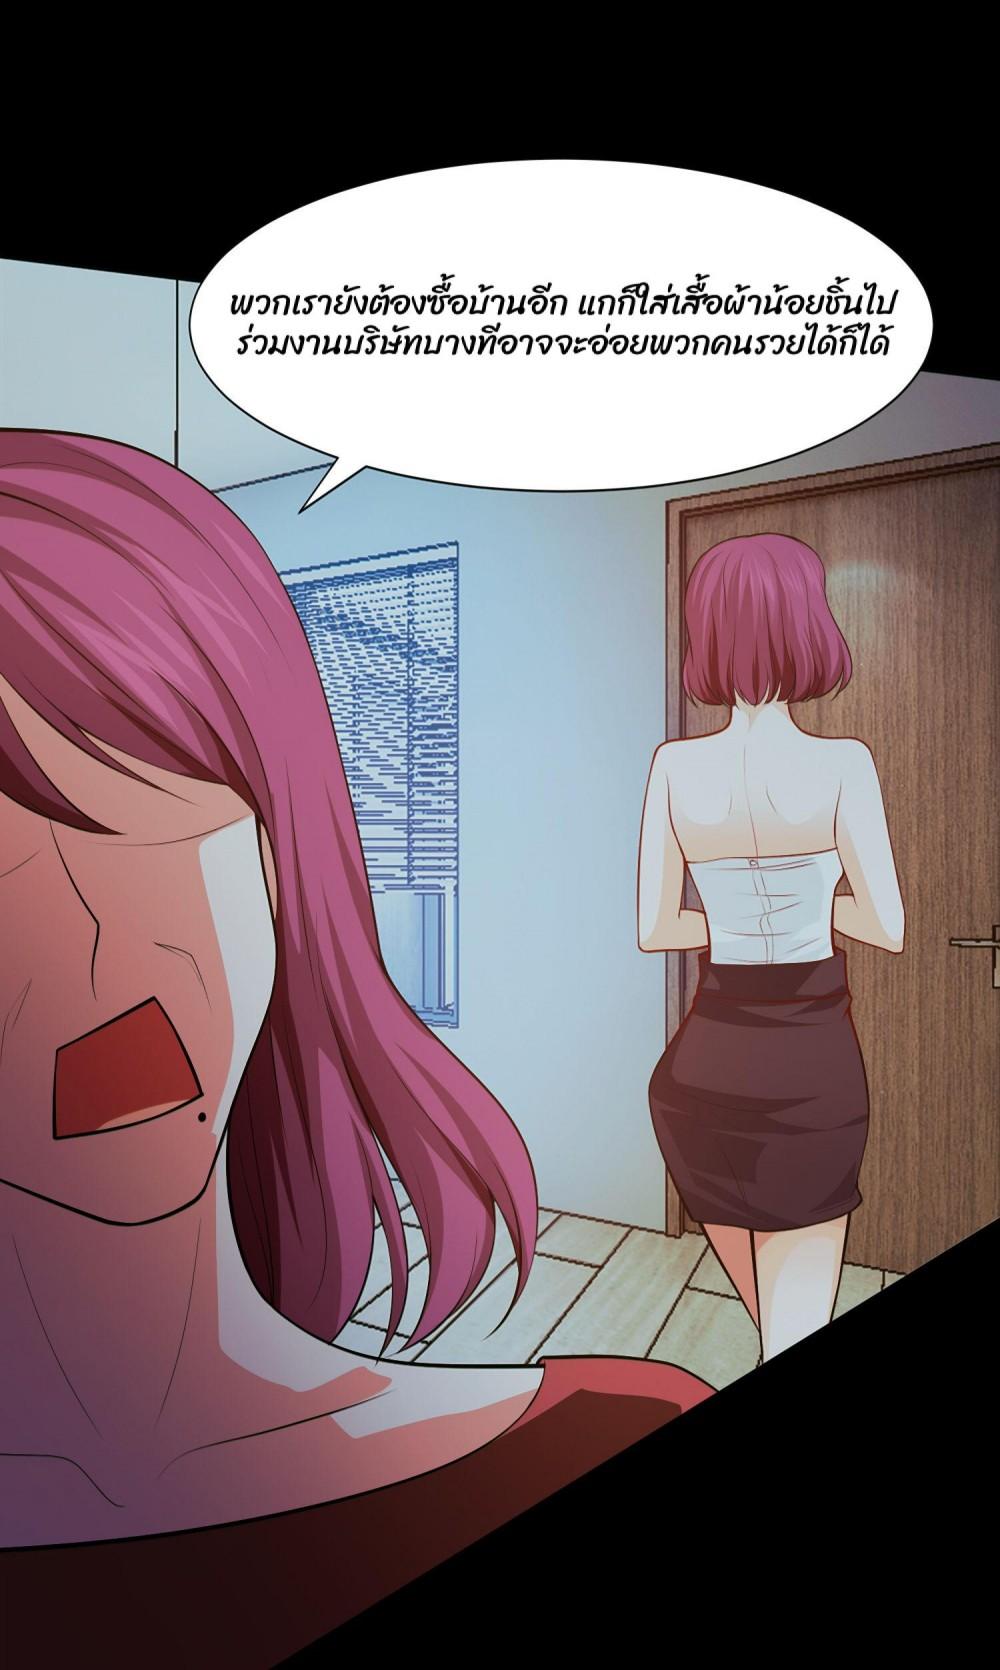 พวกเรายังต้องซื้อบ้านอีก แกก็ใส่เสื้อผ้าน้อยชิ้นไป
ร่วมงานบริษัทบางทีอาจจะอ่อยพวกคนรวยได้ก็ได้